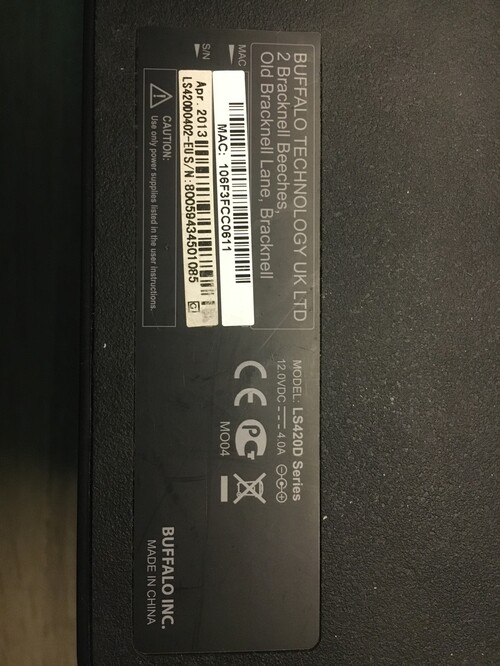 BUFFALO TECHNOLOGY UK LTD
2 Bracknell Beeches,
Old Bracknell Lane, Bracknell
MAC
MAC: 106F3FCC0611
S/N
Apr. 2013
LS420D0402-EU S/N: 80059434501085
CAUTION:
Use only power supplies listed in the user instructions.
MODEL: LS420D Series
12.0VDC 4.0A
CE
MO04
BUFFALO INC.
MADE IN CHINA